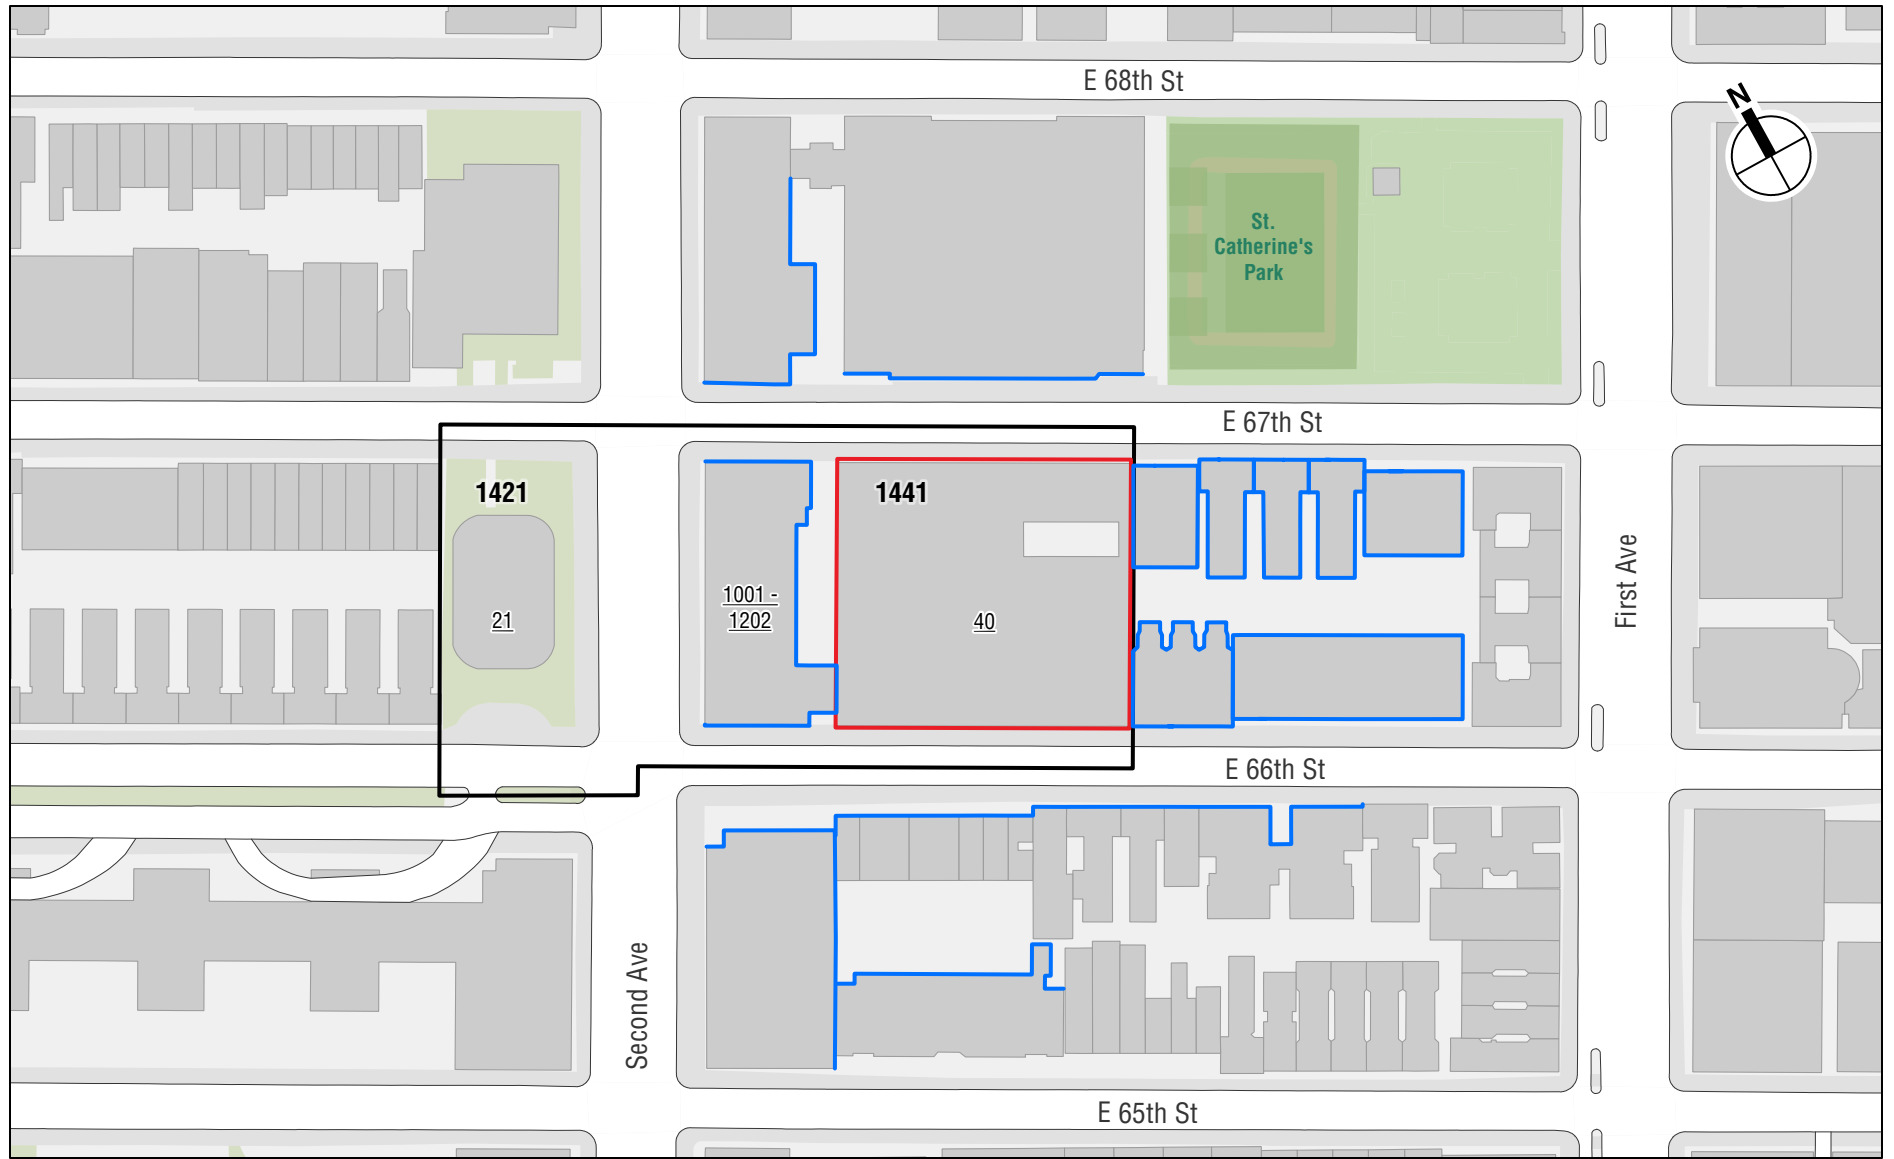 E 68th St
N
St.
Catherine's
Park
E 67th St
1421
1441
First Ave
1001 -
1202
21
40
E 66th St
Second Ave
E 65th St